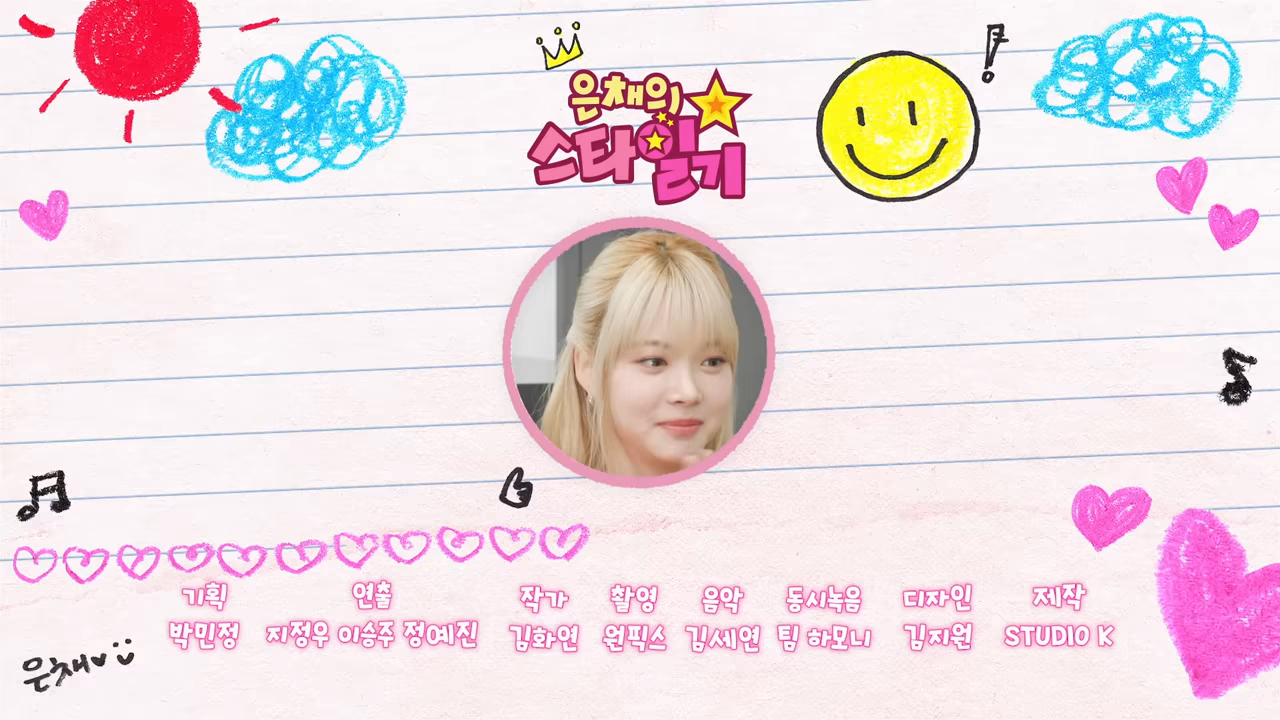 은채의
스타일기
기획 연출 작가 촬영 음악 동시녹음 디자인 제작
박민정 지정우 이승주 정예진 김화연 원픽스 김세연 팀 하모니 김지원 STUDIO K
은채